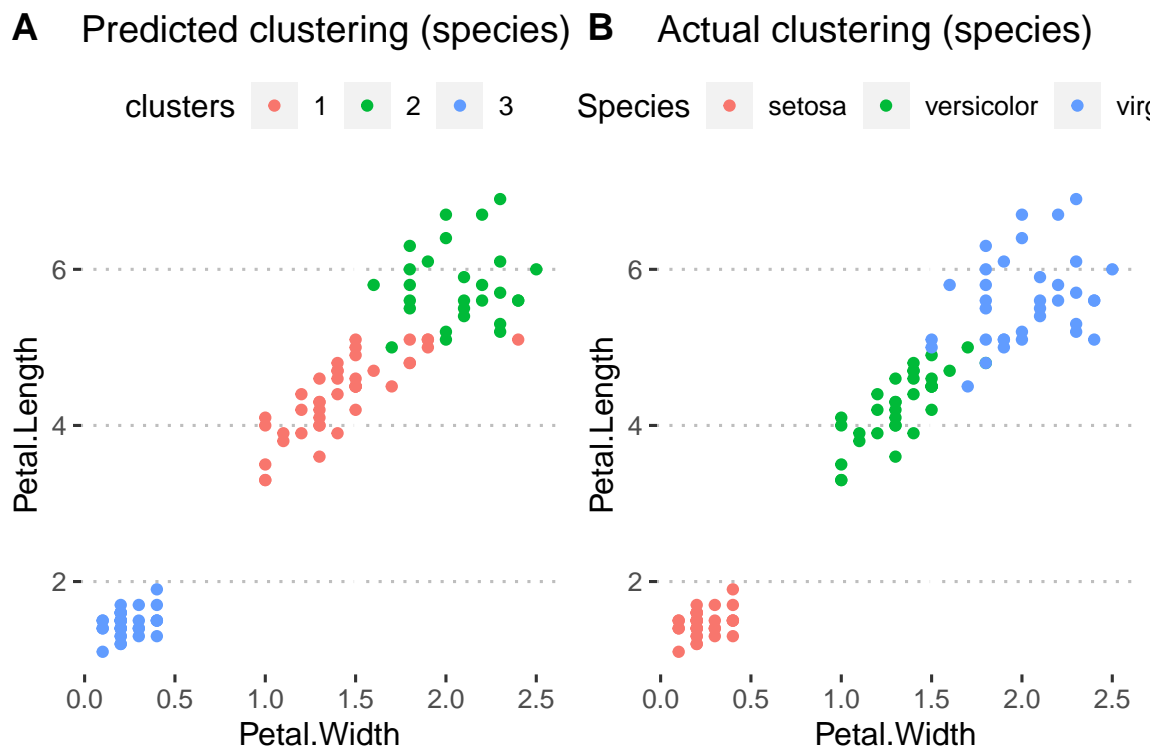 A Predicted clustering (species)
clusters 1 2 3
Petal.Length
6
4
2
0.0 0.5 1.0 1.5 2.0 2.5
Petal.Width
B Actual clustering (species)
Species setosa versicolor virg
Petal.Length
6
4
2
0.0 0.5 1.0 1.5 2.0 2.5
Petal.Width